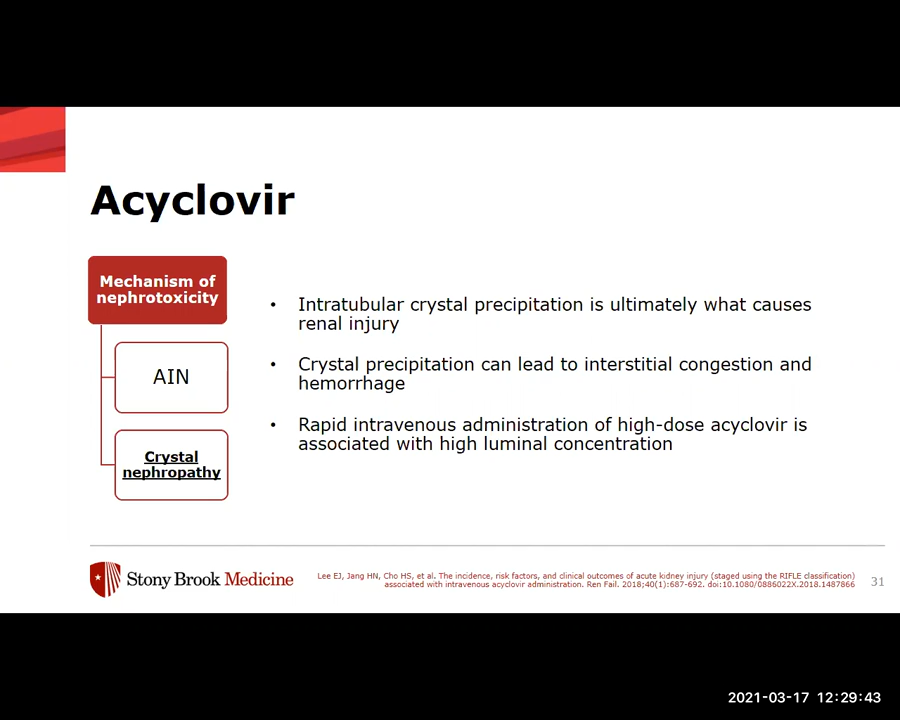 Acyclovir
Mechanism of
nephrotoxicity
AIN
Crystal
nephropathy
• Intratubular crystal precipitation is ultimately what causes
renal injury
• Crystal precipitation can lead to interstitial congestion and
hemorrhage
• Rapid intravenous administration of high-dose acyclovir is
associated with high luminal concentration
Stony Brook Medicine
Lee EJ, Jang HN, Cho HS, et al. The incidence, risk factors, and clinical outcomes of acute kidney injury (staged using the RIFLE classification)
associated with intravenous acyclovir administration. Ren Fail. 2018;40(1):687-692. doi:10.1080/0886022X.2018.1487866
31
2021-03-17 12:29:43